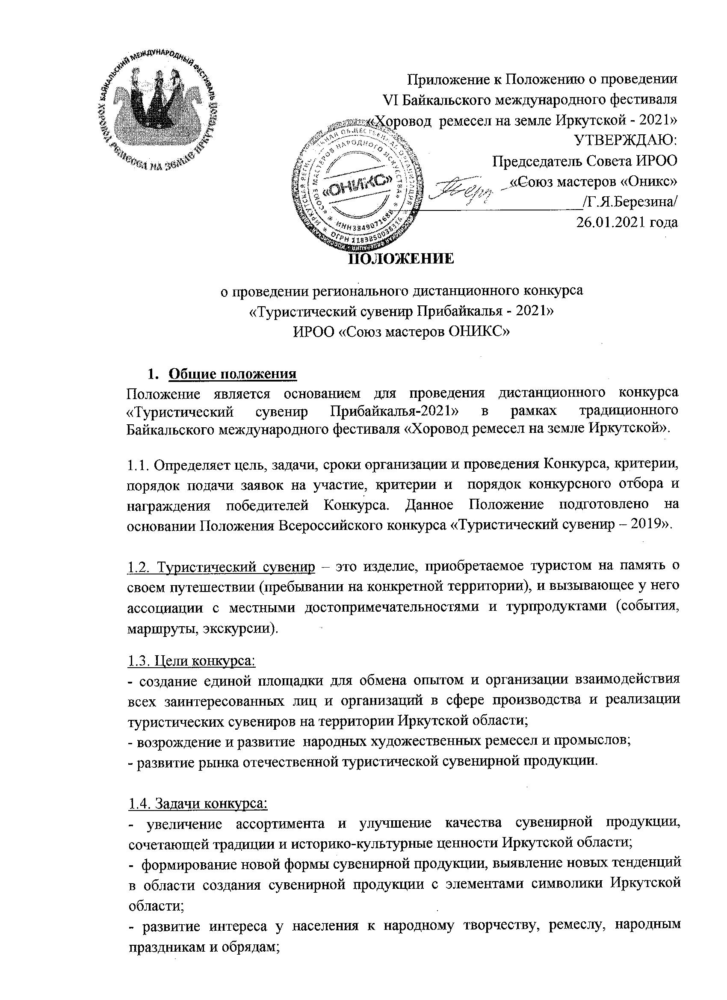 БАЙКАЛЬСКИЙ МЕЖДУНАРОДНЫЙ ФЕСТИВАЛЬ
ХОРОВОД РЕМЕСЕЛ НА ЗЕМЛЕ ИРКУТСКОЙ
Приложение к Положению о проведении
VI Байкальского международного фестиваля
«Хоровод ремесел на земле Иркутской - 2021»
УТВЕРЖДАЮ:
Председатель Совета ИРОО
«Союз мастеров «Оникс»
/Г.Я.Березина/
26.01.2021 года
«СОЮЗ МАСТЕРОВ НАРОДНОГО ИСКУССТВА»
«ОНИКС»
ИНН3849071688
ОГРН 1183850038316
ПОЛОЖЕНИЕ
о проведении регионального дистанционного конкурса
«Туристический сувенир Прибайкалья - 2021»
ИРОО «Союз мастеров ОНИКС»
1. Общие положения
Положение является основанием для проведения дистанционного конкурса
«Туристический сувенир Прибайкалья-2021» в рамках традиционного
Байкальского международного фестиваля «Хоровод ремесел на земле Иркутской».
1.1. Определяет цель, задачи, сроки организации и проведения Конкурса, критерии,
порядок подачи заявок на участие, критерии и порядок конкурсного отбора и
награждения победителей Конкурса. Данное Положение подготовлено на
основании Положения Всероссийского конкурса «Туристический сувенир – 2019».
1.2. Туристический сувенир – это изделие, приобретаемое туристом на память о
своем путешествии (пребывании на конкретной территории), и вызывающее у него
ассоциации с местными достопримечательностями и турпродуктами (события,
маршруты, экскурсии).
1.3. Цели конкурса:
- создание единой площадки для обмена опытом и организации взаимодействия
всех заинтересованных лиц и организаций в сфере производства и реализации
туристических сувениров на территории Иркутской области;
- возрождение и развитие народных художественных ремесел и промыслов;
- развитие рынка отечественной туристической сувенирной продукции.
1.4. Задачи конкурса:
- увеличение ассортимента и улучшение качества сувенирной продукции,
сочетающей традиции и историко-культурные ценности Иркутской области;
- формирование новой формы сувенирной продукции, выявление новых тенденций
в области создания сувенирной продукции с элементами символики Иркутской
области;
- развитие интереса у населения к народному творчеству, ремеслу, народным
праздникам и обрядам;